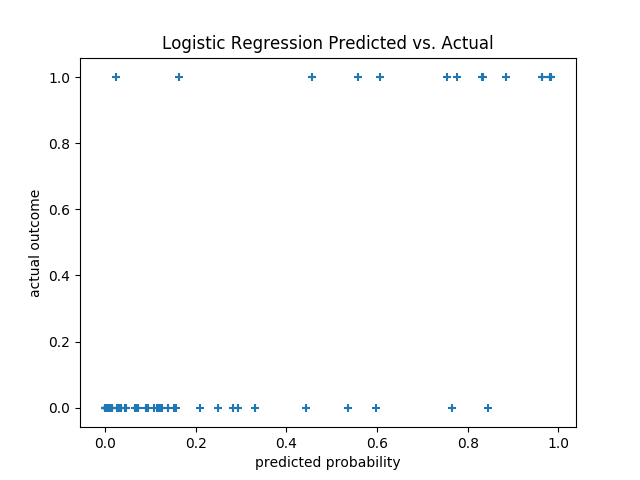 Logistic Regression Predicted vs. Actual
1.0
0.8
0.6
0.4
0.2
0.0
actual outcome
0.0 0.2 0.4 0.6 0.8 1.0
predicted probability